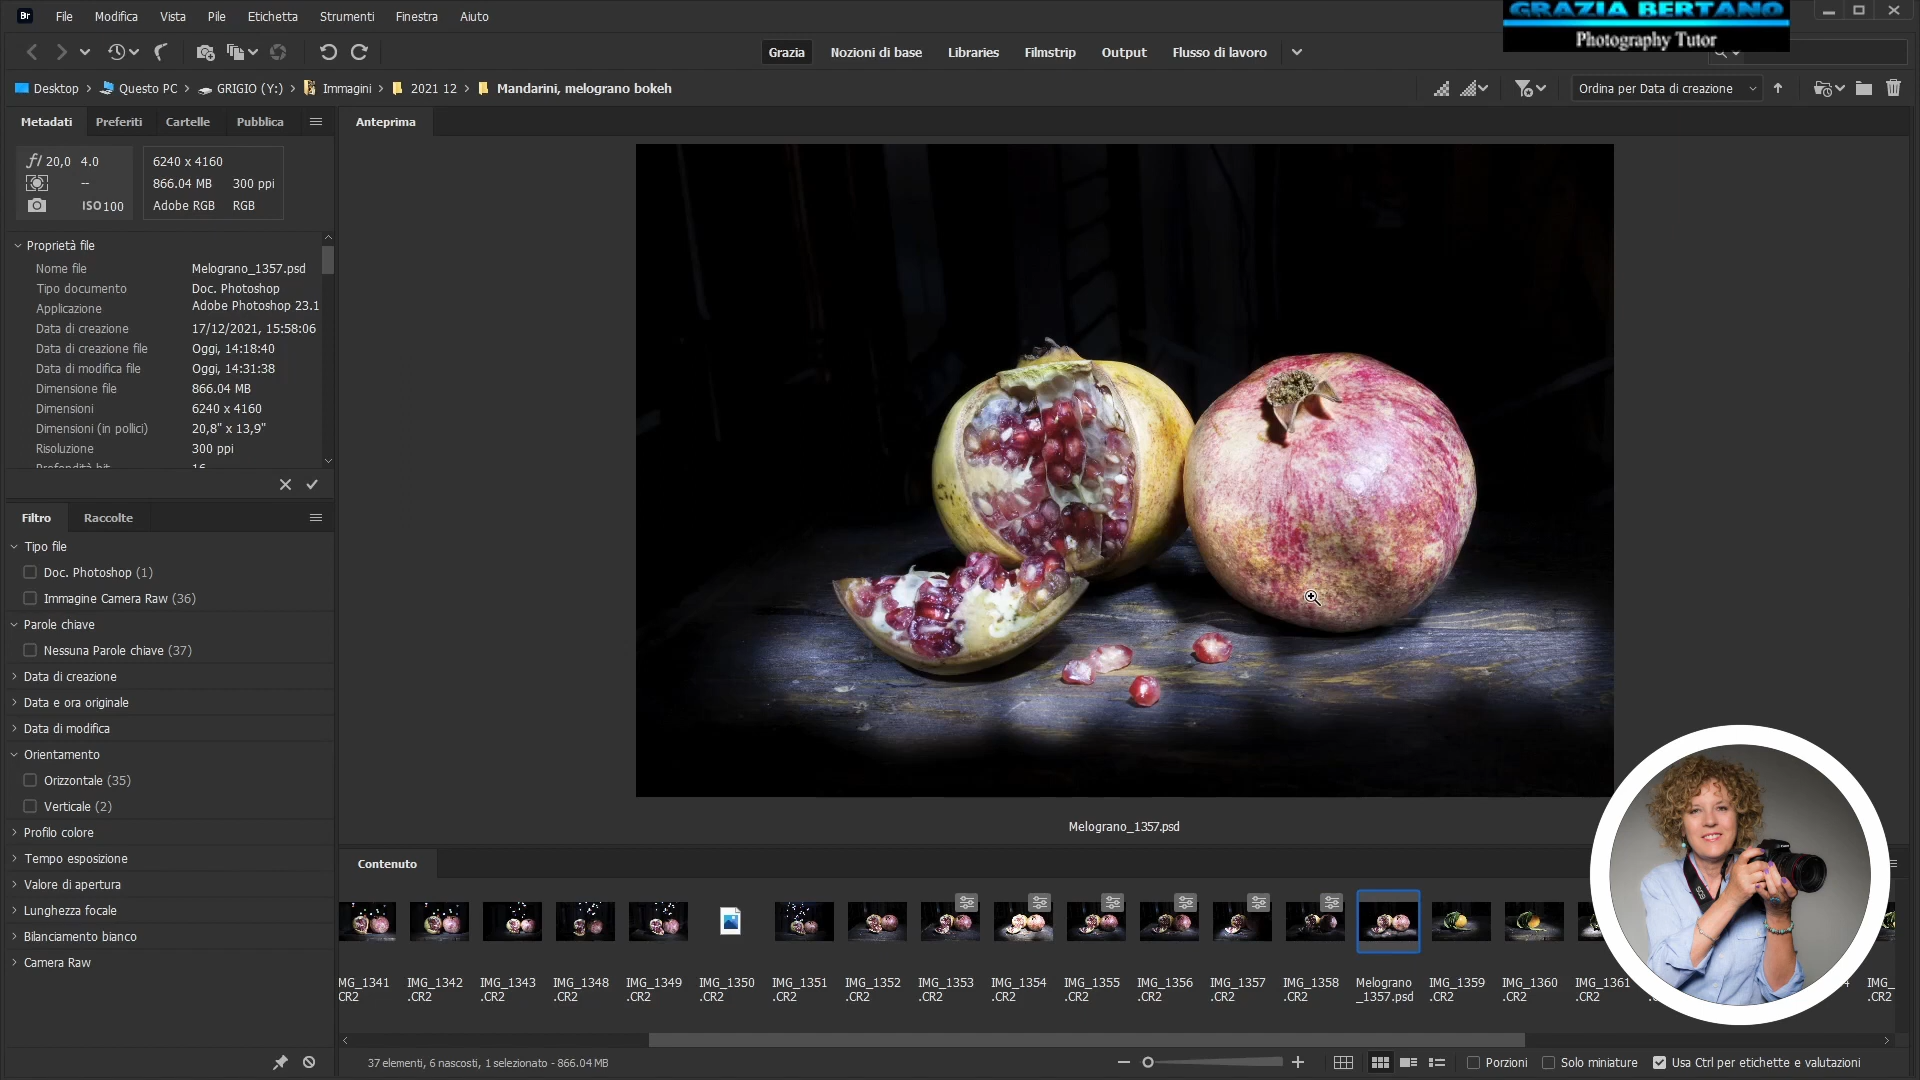 Br File Modifica Vista Pile Etichetta Strumenti Finestra Aiuto
GRAZIA BERTANO
Photography Tutor
Grazia Nozioni di base Libraries Filmstrip Output Flusso di lavoro
Desktop Questo PC GRIGIO (Y:) Immagini 2021 12 Mandarini, melograno bokeh
Ordina per Data di creazione
Metadati Preferiti Cartelle Pubblica
Anteprima
f/ 20,0 4.0
--
ISO 100
6240 x 4160
866.04 MB 300 ppi
Adobe RGB RGB
Proprietà file
Nome file Melograno_1357.psd
Tipo documento Doc. Photoshop
Applicazione Adobe Photoshop 23.1
Data di creazione 17/12/2021, 15:58:06
Data di creazione file Oggi, 14:18:40
Data di modifica file Oggi, 14:31:38
Dimensione file 866.04 MB
Dimensioni 6240 x 4160
Dimensioni (in pollici) 20,8" x 13,9"
Risoluzione 300 ppi
Profondità bit 16
Filtro Raccolte
Tipo file
Doc. Photoshop (1)
Immagine Camera Raw (36)
Parole chiave
Nessuna Parole chiave (37)
Data di creazione
Data e ora originale
Data di modifica
Orientamento
Orizzontale (35)
Verticale (2)
Profilo colore
Tempo esposizione
Valore di apertura
Lunghezza focale
Bilanciamento bianco
Camera Raw
Melograno_1357.psd
Contenuto
MG_1341 IMG_1342 IMG_1343 IMG_1348 IMG_1349 IMG_1350 IMG_1351 IMG_1352 IMG_1353 IMG_1354 IMG_1355 IMG_1356 IMG_1357 IMG_1358 Melograno IMG_1359 IMG_1360 IMG_1361 IMG_
CR2 .CR2 .CR2 .CR2 .CR2 .CR2 .CR2 .CR2 .CR2 .CR2 .CR2 .CR2 .CR2 .CR2 _1357.psd .CR2 .CR2 .CR2 .CR2
37 elementi, 6 nascosti, 1 selezionato - 866.04 MB
Porzioni Solo miniature Usa Ctrl per etichette e valutazioni